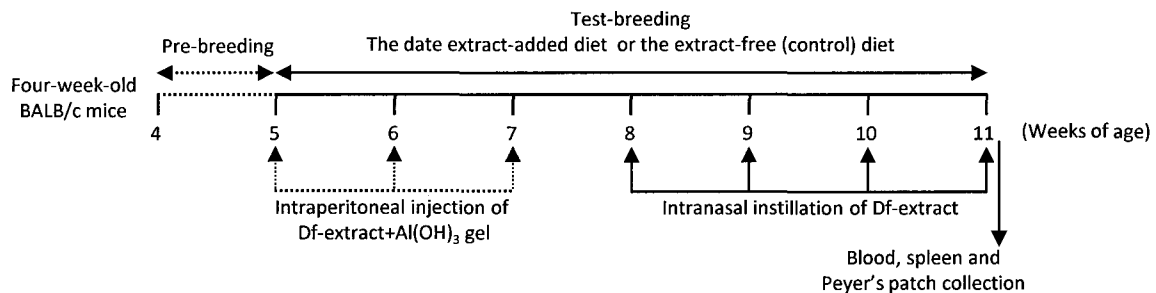 Test-breeding
Pre-breeding
The date extract-added diet or the extract-free (control) diet
Four-week-old
BALB/c mice
4 5 6 7 8 9 10 11 (Weeks of age)
Intraperitoneal injection of
Df-extract+Al(OH)₃ gel
Intranasal instillation of Df-extract
Blood, spleen and
Peyer's patch collection